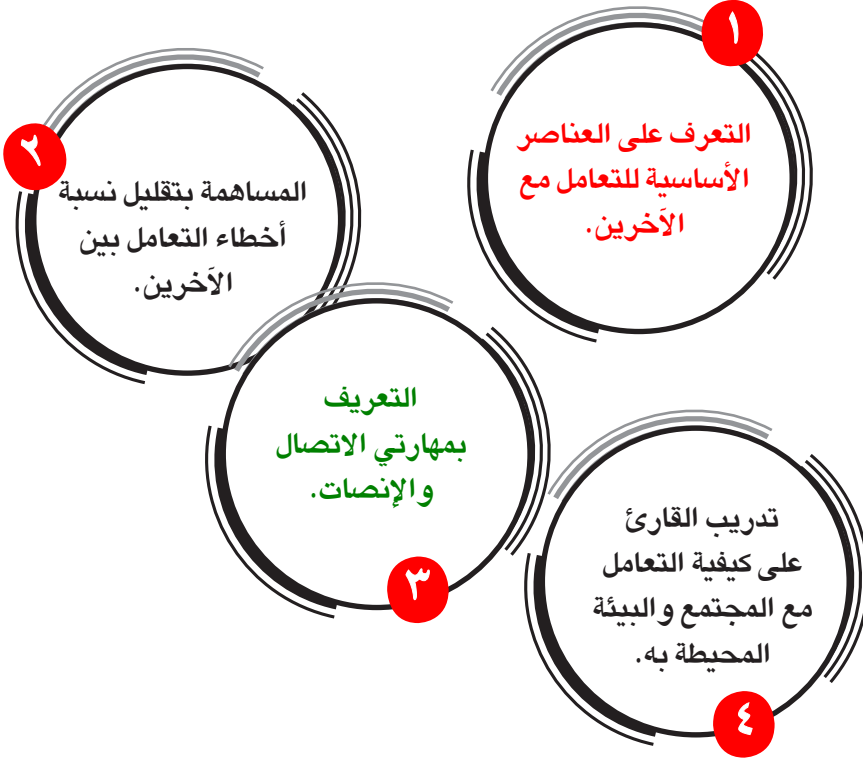 ١
التعرف على العناصر
الأساسية للتعامل مع
الآخرين.
٢
المساهمة بتقليل نسبة
أخطاء التعامل بين
الآخرين.
التعريف
بمهارتي الاتصال
والإنصات.
٣
تدريب القارئ
على كيفية التعامل
مع المجتمع والبيئة
المحيطة به.
٤